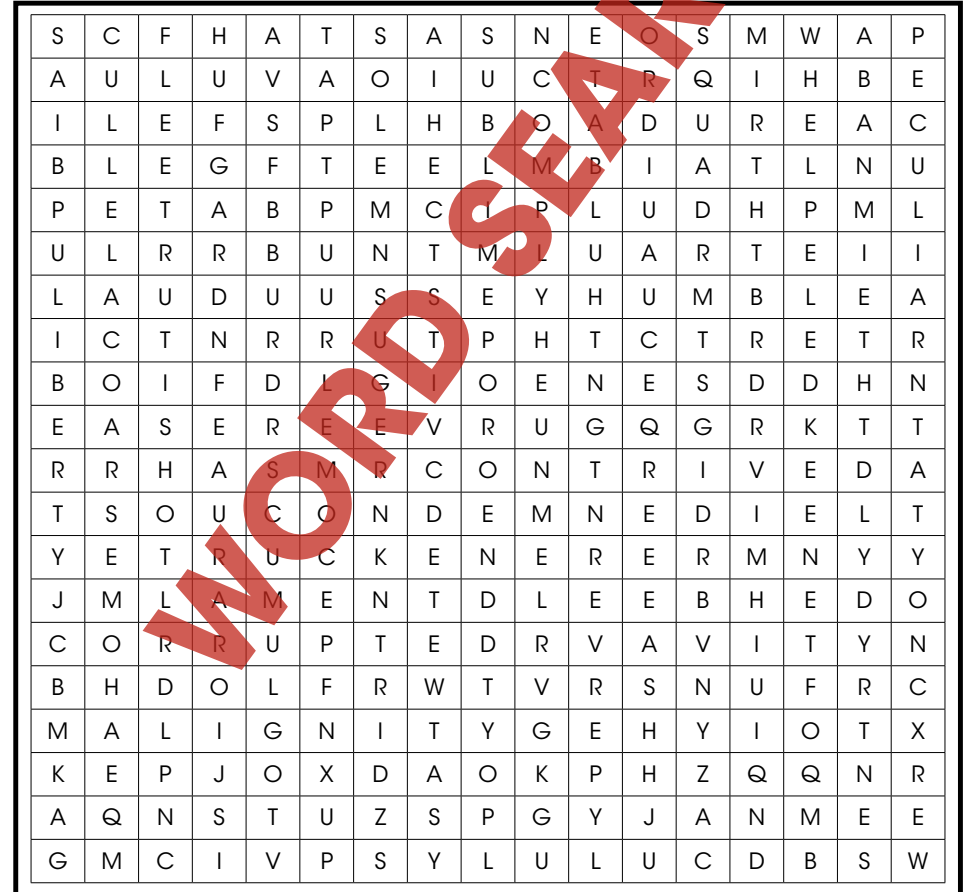 S C F H A T S A S N E O S M W A P
A U L U V A O I U C T R Q I H B E
I L E F S P L H B O A D U R E A C
B L E G F T E E L M B I A T L N U
P E T A B P M C I P L U D H P M L
U L R R B U N T M L U A R T E I I
L A U D U U S S E Y H U M B L E A
I C T N R R U T P H T C T R E T R
B O I F D L G I O E N E S D D H N
E A S E R E E V R U G Q G R K T T
R R H A S M R C O N T R I V E D A
T S O U C O N D E M N E D I E L T
Y E T R U C K E N E R E R M N Y Y
J M L A M E N T D L E E B H E D O
C O R R U P T E D R V A V I T Y N
B H D O L F R W T V R S N U F R C
M A L I G N I T Y G E H Y I O T X
K E P J O X D A O K P H Z Q Q N R
A Q N S T U Z S P G Y J A N M E E
G M C I V P S Y L U L U C D B S W
WORD SEAR